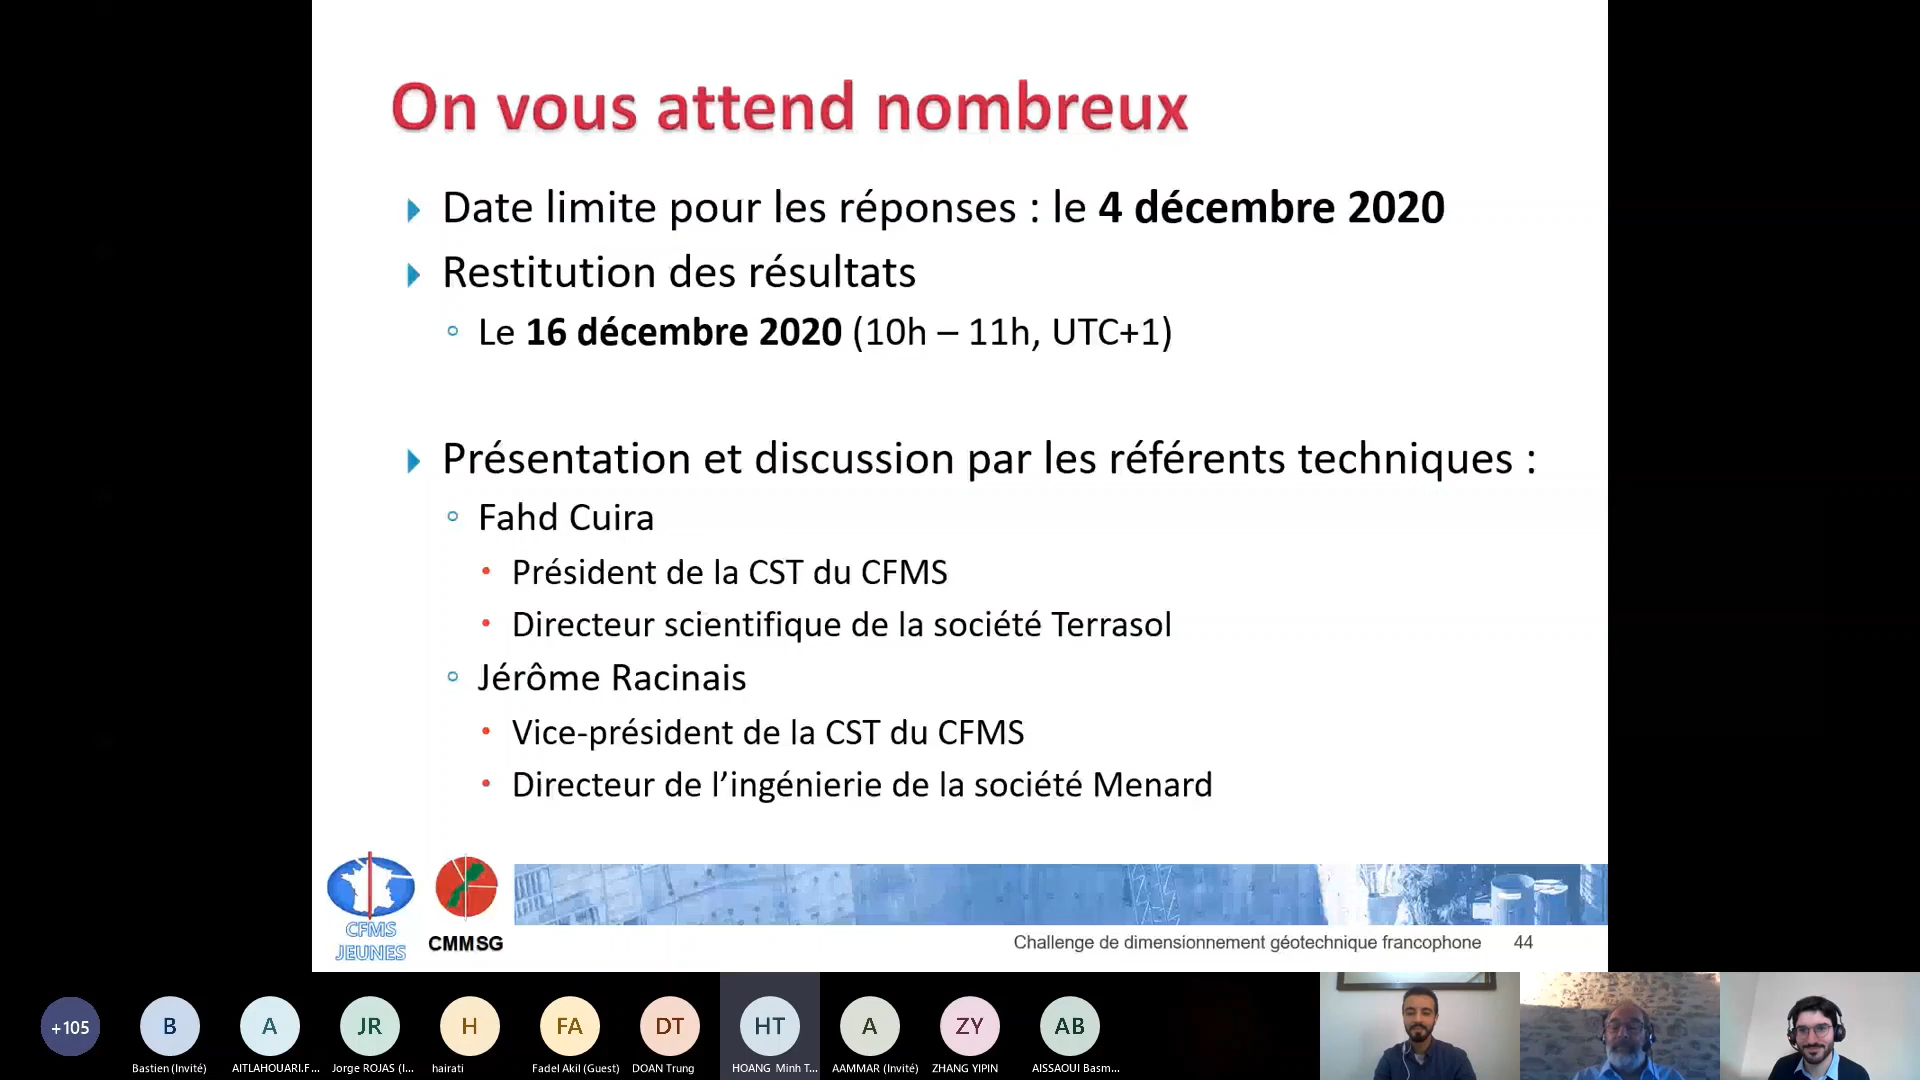 On vous attend nombreux
Date limite pour les réponses : le 4 décembre 2020
Restitution des résultats
Le 16 décembre 2020 (10h – 11h, UTC+1)
Présentation et discussion par les référents techniques :
Fahd Cuira
Président de la CST du CFMS
Directeur scientifique de la société Terrasol
Jérôme Racinais
Vice-président de la CST du CFMS
Directeur de l’ingénierie de la société Menard
CFMS
JEUNES
CMMSG
Challenge de dimensionnement géotechnique francophone 44
+105 B A JR H FA DT HT A ZY AB
Bastien (Invité) AITLAHOUARI.F... Jorge ROJAS (I... hairati Fadel Akil (Guest) DOAN Trung HOANG Minh T... AAMMAR (Invité) ZHANG YIPIN AISSAOUI Basm...